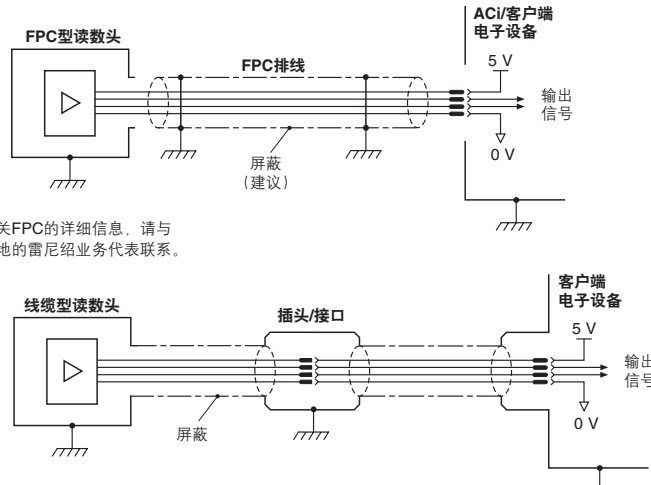 ACi/客户端
电子设备
FPC型读数头
FPC排线
5 V
输出
信号
0 V
屏蔽
(建议)
关FPC的详细信息，请与
地的雷尼绍业务代表联系。
客户端
电子设备
线缆型读数头
插头/接口
5 V
输出
信号
0 V
屏蔽